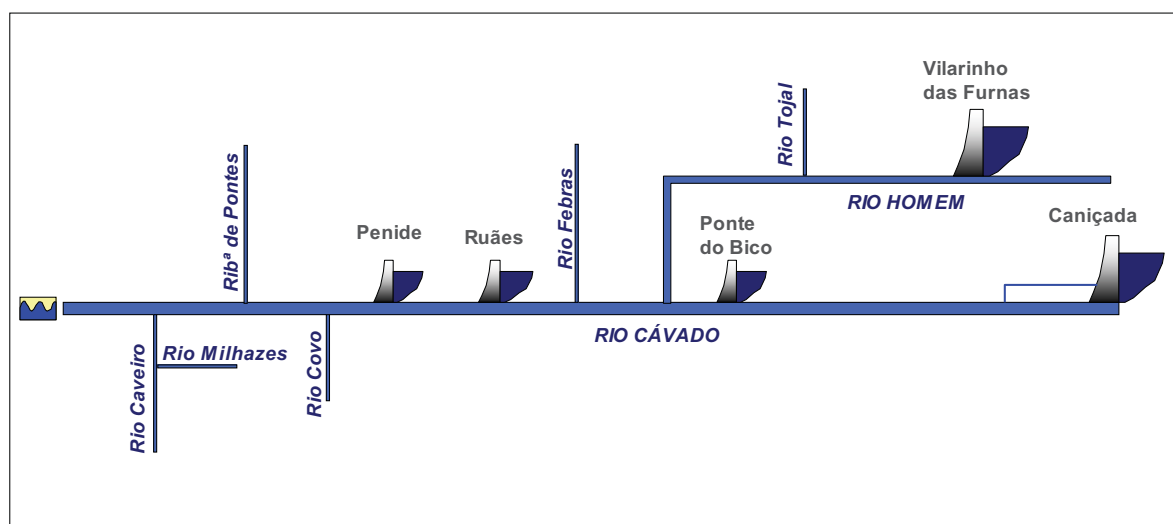 Vilarinho
das Furnas
Rio Tojal
RIO HOMEM
Caniçada
Ribª de Pontes
Penide
Ruães
Rio Febras
Ponte
do Bico
RIO CÁVADO
Rio Caveiro
Rio Milhazes
Rio Covo